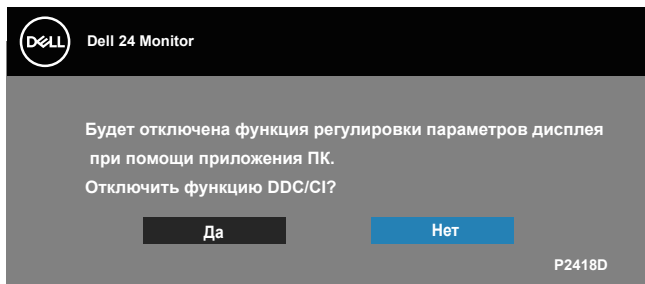 DELL
Dell 24 Monitor
Будет отключена функция регулировки параметров дисплея
при помощи приложения ПК.
Отключить функцию DDC/CI?
Да
Нет
P2418D